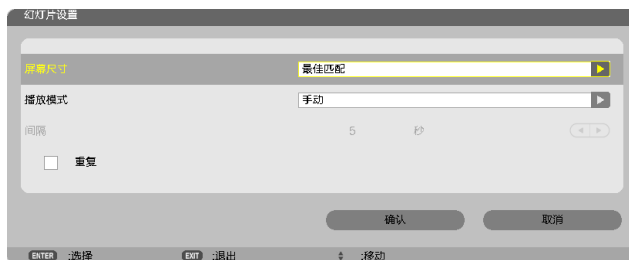 幻灯片设置
屏幕尺寸 最佳匹配
播放模式 手动
间隔 5 秒
重复
确认 取消
ENTER :选择 EXIT :退出 :移动